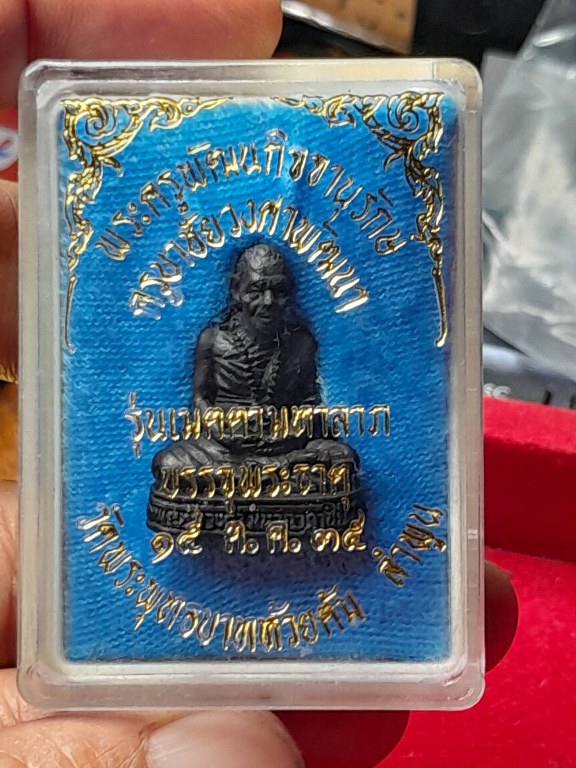 พระครูพัฒนกิจจานุรักษ์
ครูบาชัยวงศาพัฒนา
รุ่นเมตตามหาลาภ
บรรจุพระธาตุ
๑๕ ต.ค. ๓๕
วัดพระพุทธบาทห้วยต้ม ลำพูน